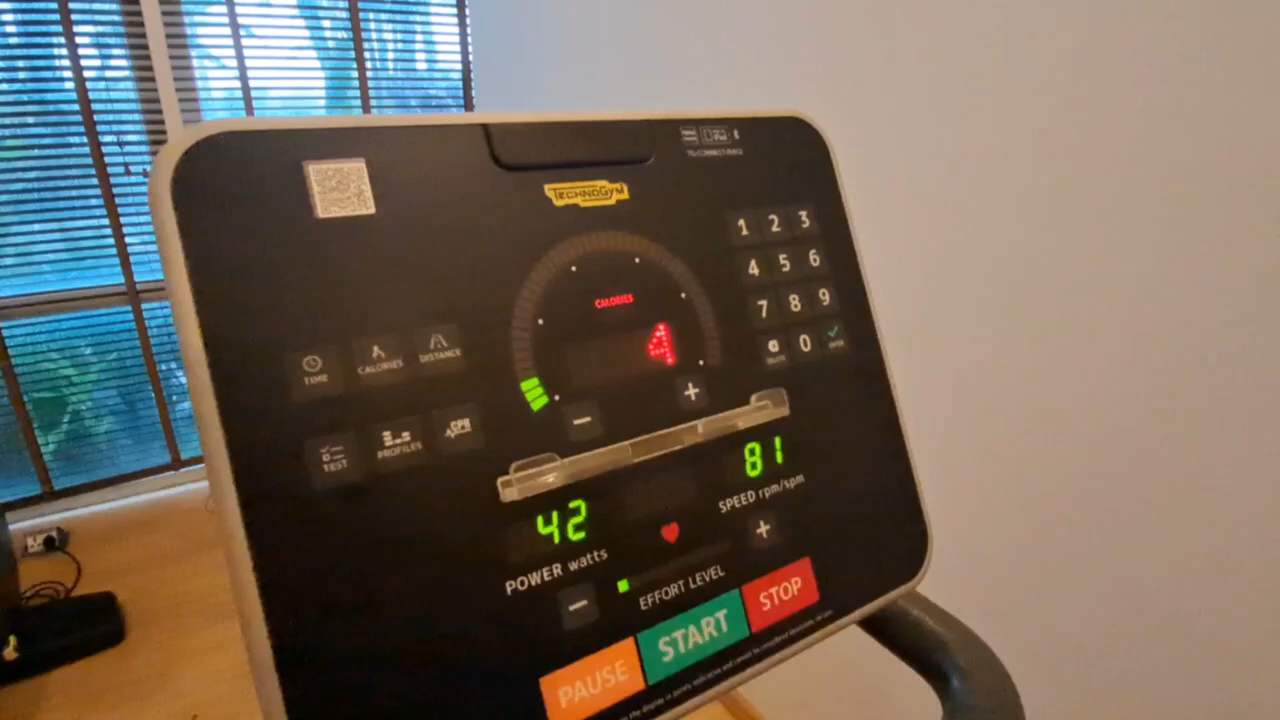 TECHNOGYM
1 2 3
4 5 6
7 8 9
0
CALORIES
4
TIME
CALORIES
DISTANCE
TEST
PROFILES
CPR
− +
42
POWER watts
81
SPEED rpm/spm
− +
EFFORT LEVEL
PAUSE
START
STOP